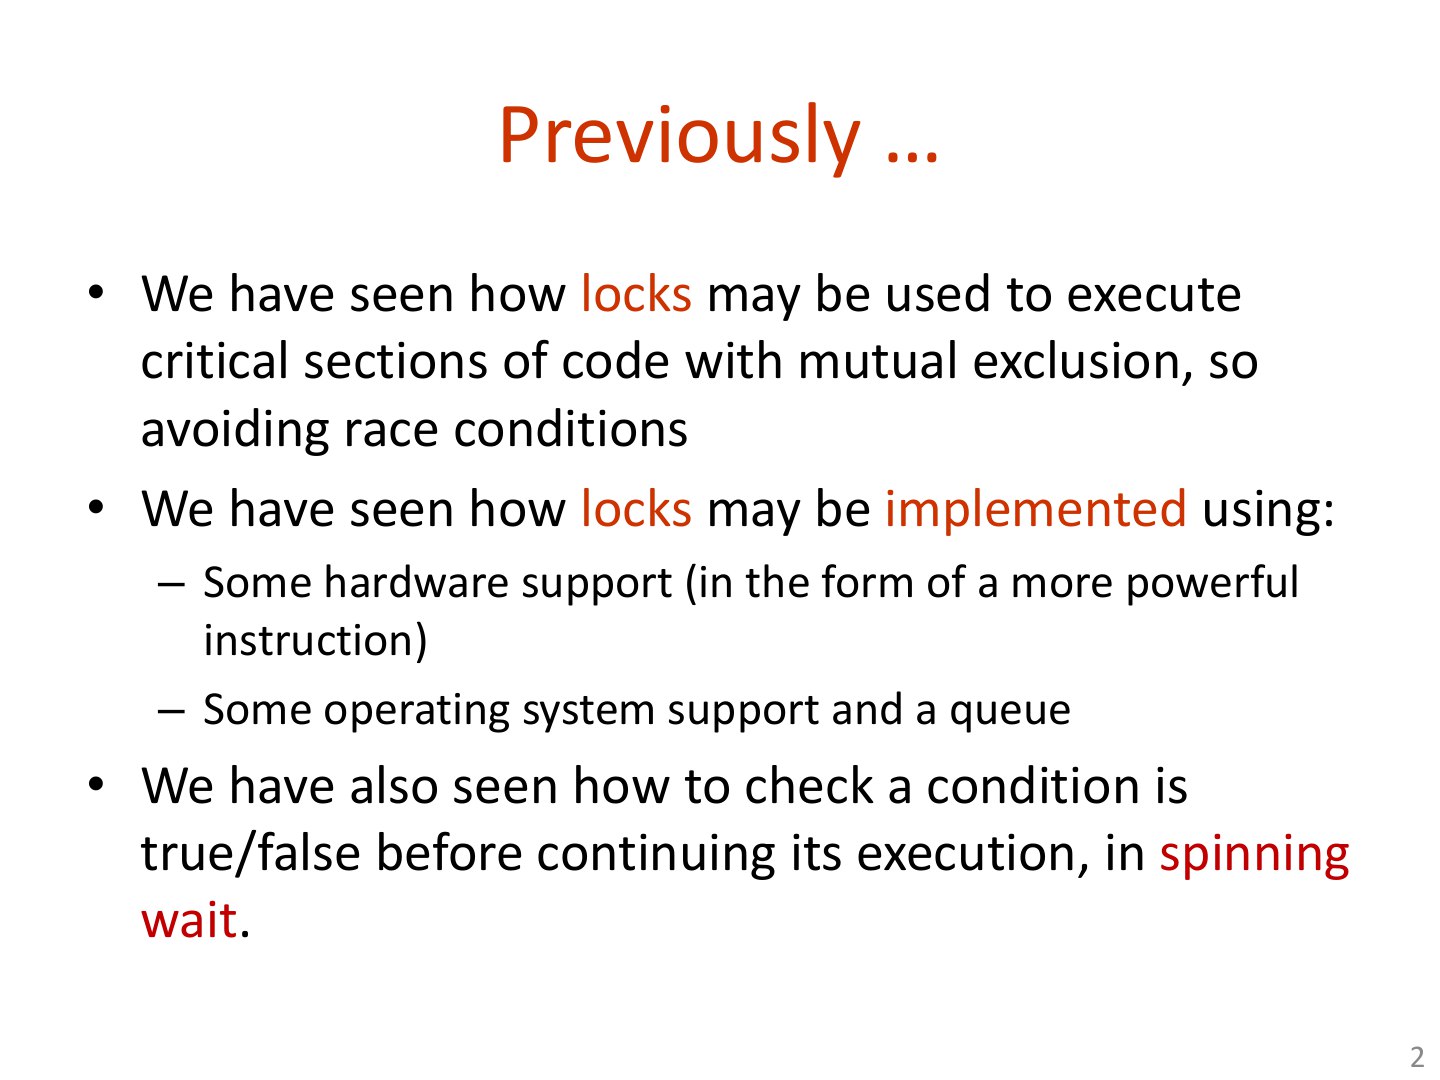 Previously …
• We have seen how locks may be used to execute
critical sections of code with mutual exclusion, so
avoiding race conditions
• We have seen how locks may be implemented using:
– Some hardware support (in the form of a more powerful
instruction)
– Some operating system support and a queue
• We have also seen how to check a condition is
true/false before continuing its execution, in spinning
wait.
2